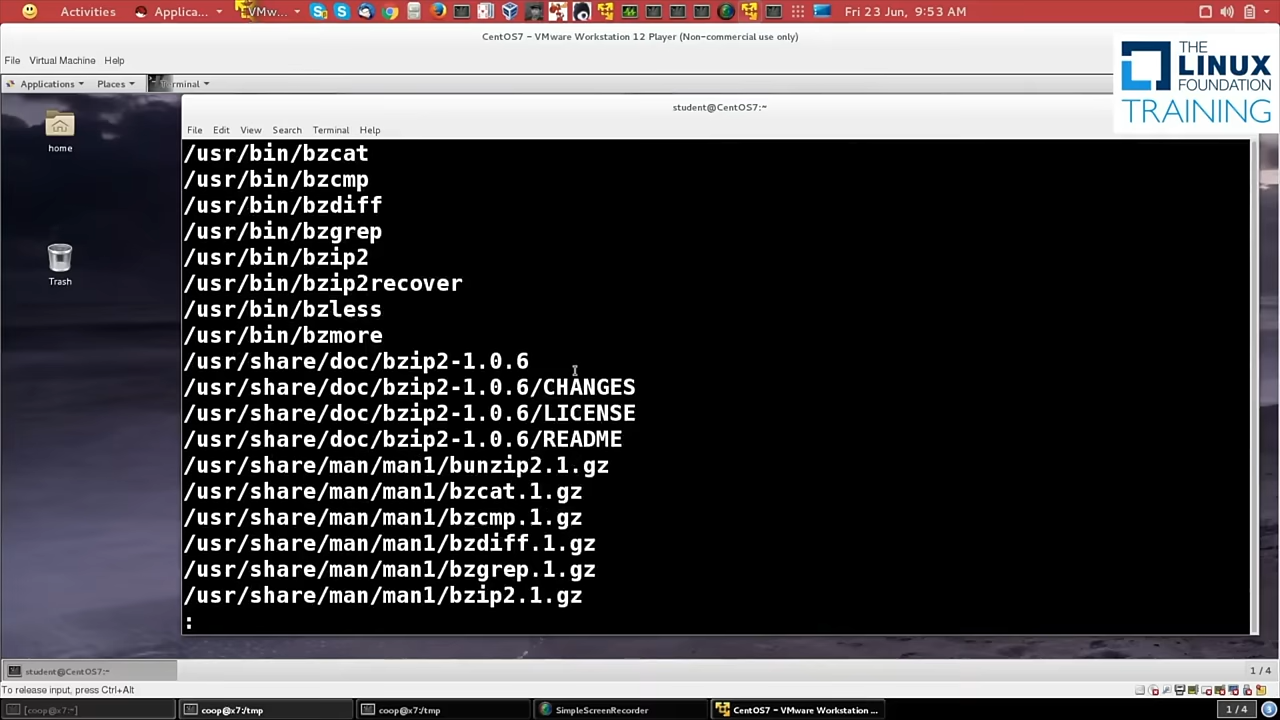 Activities
Applica...
VMw...
Fri 23 Jun, 9:53 AM
CentOS7 - VMware Workstation 12 Player (Non-commercial use only)
File Virtual Machine Help
THE
LINUX
FOUNDATION
TRAINING
Applications Places Terminal
student@CentOS7:~
File Edit View Search Terminal Help
home
Trash
/usr/bin/bzcat
/usr/bin/bzcmp
/usr/bin/bzdiff
/usr/bin/bzgrep
/usr/bin/bzip2
/usr/bin/bzip2recover
/usr/bin/bzless
/usr/bin/bzmore
/usr/share/doc/bzip2-1.0.6
/usr/share/doc/bzip2-1.0.6/CHANGES
/usr/share/doc/bzip2-1.0.6/LICENSE
/usr/share/doc/bzip2-1.0.6/README
/usr/share/man/man1/bunzip2.1.gz
/usr/share/man/man1/bzcat.1.gz
/usr/share/man/man1/bzcmp.1.gz
/usr/share/man/man1/bzdiff.1.gz
/usr/share/man/man1/bzgrep.1.gz
/usr/share/man/man1/bzip2.1.gz
:
student@CentOS7:~
1 / 4
To release input, press Ctrl+Alt
[coop@x7:~]
coop@x7:/tmp
coop@x7:/tmp
SimpleScreenRecorder
CentOS7 - VMware Workstation ...
1 / 4
3